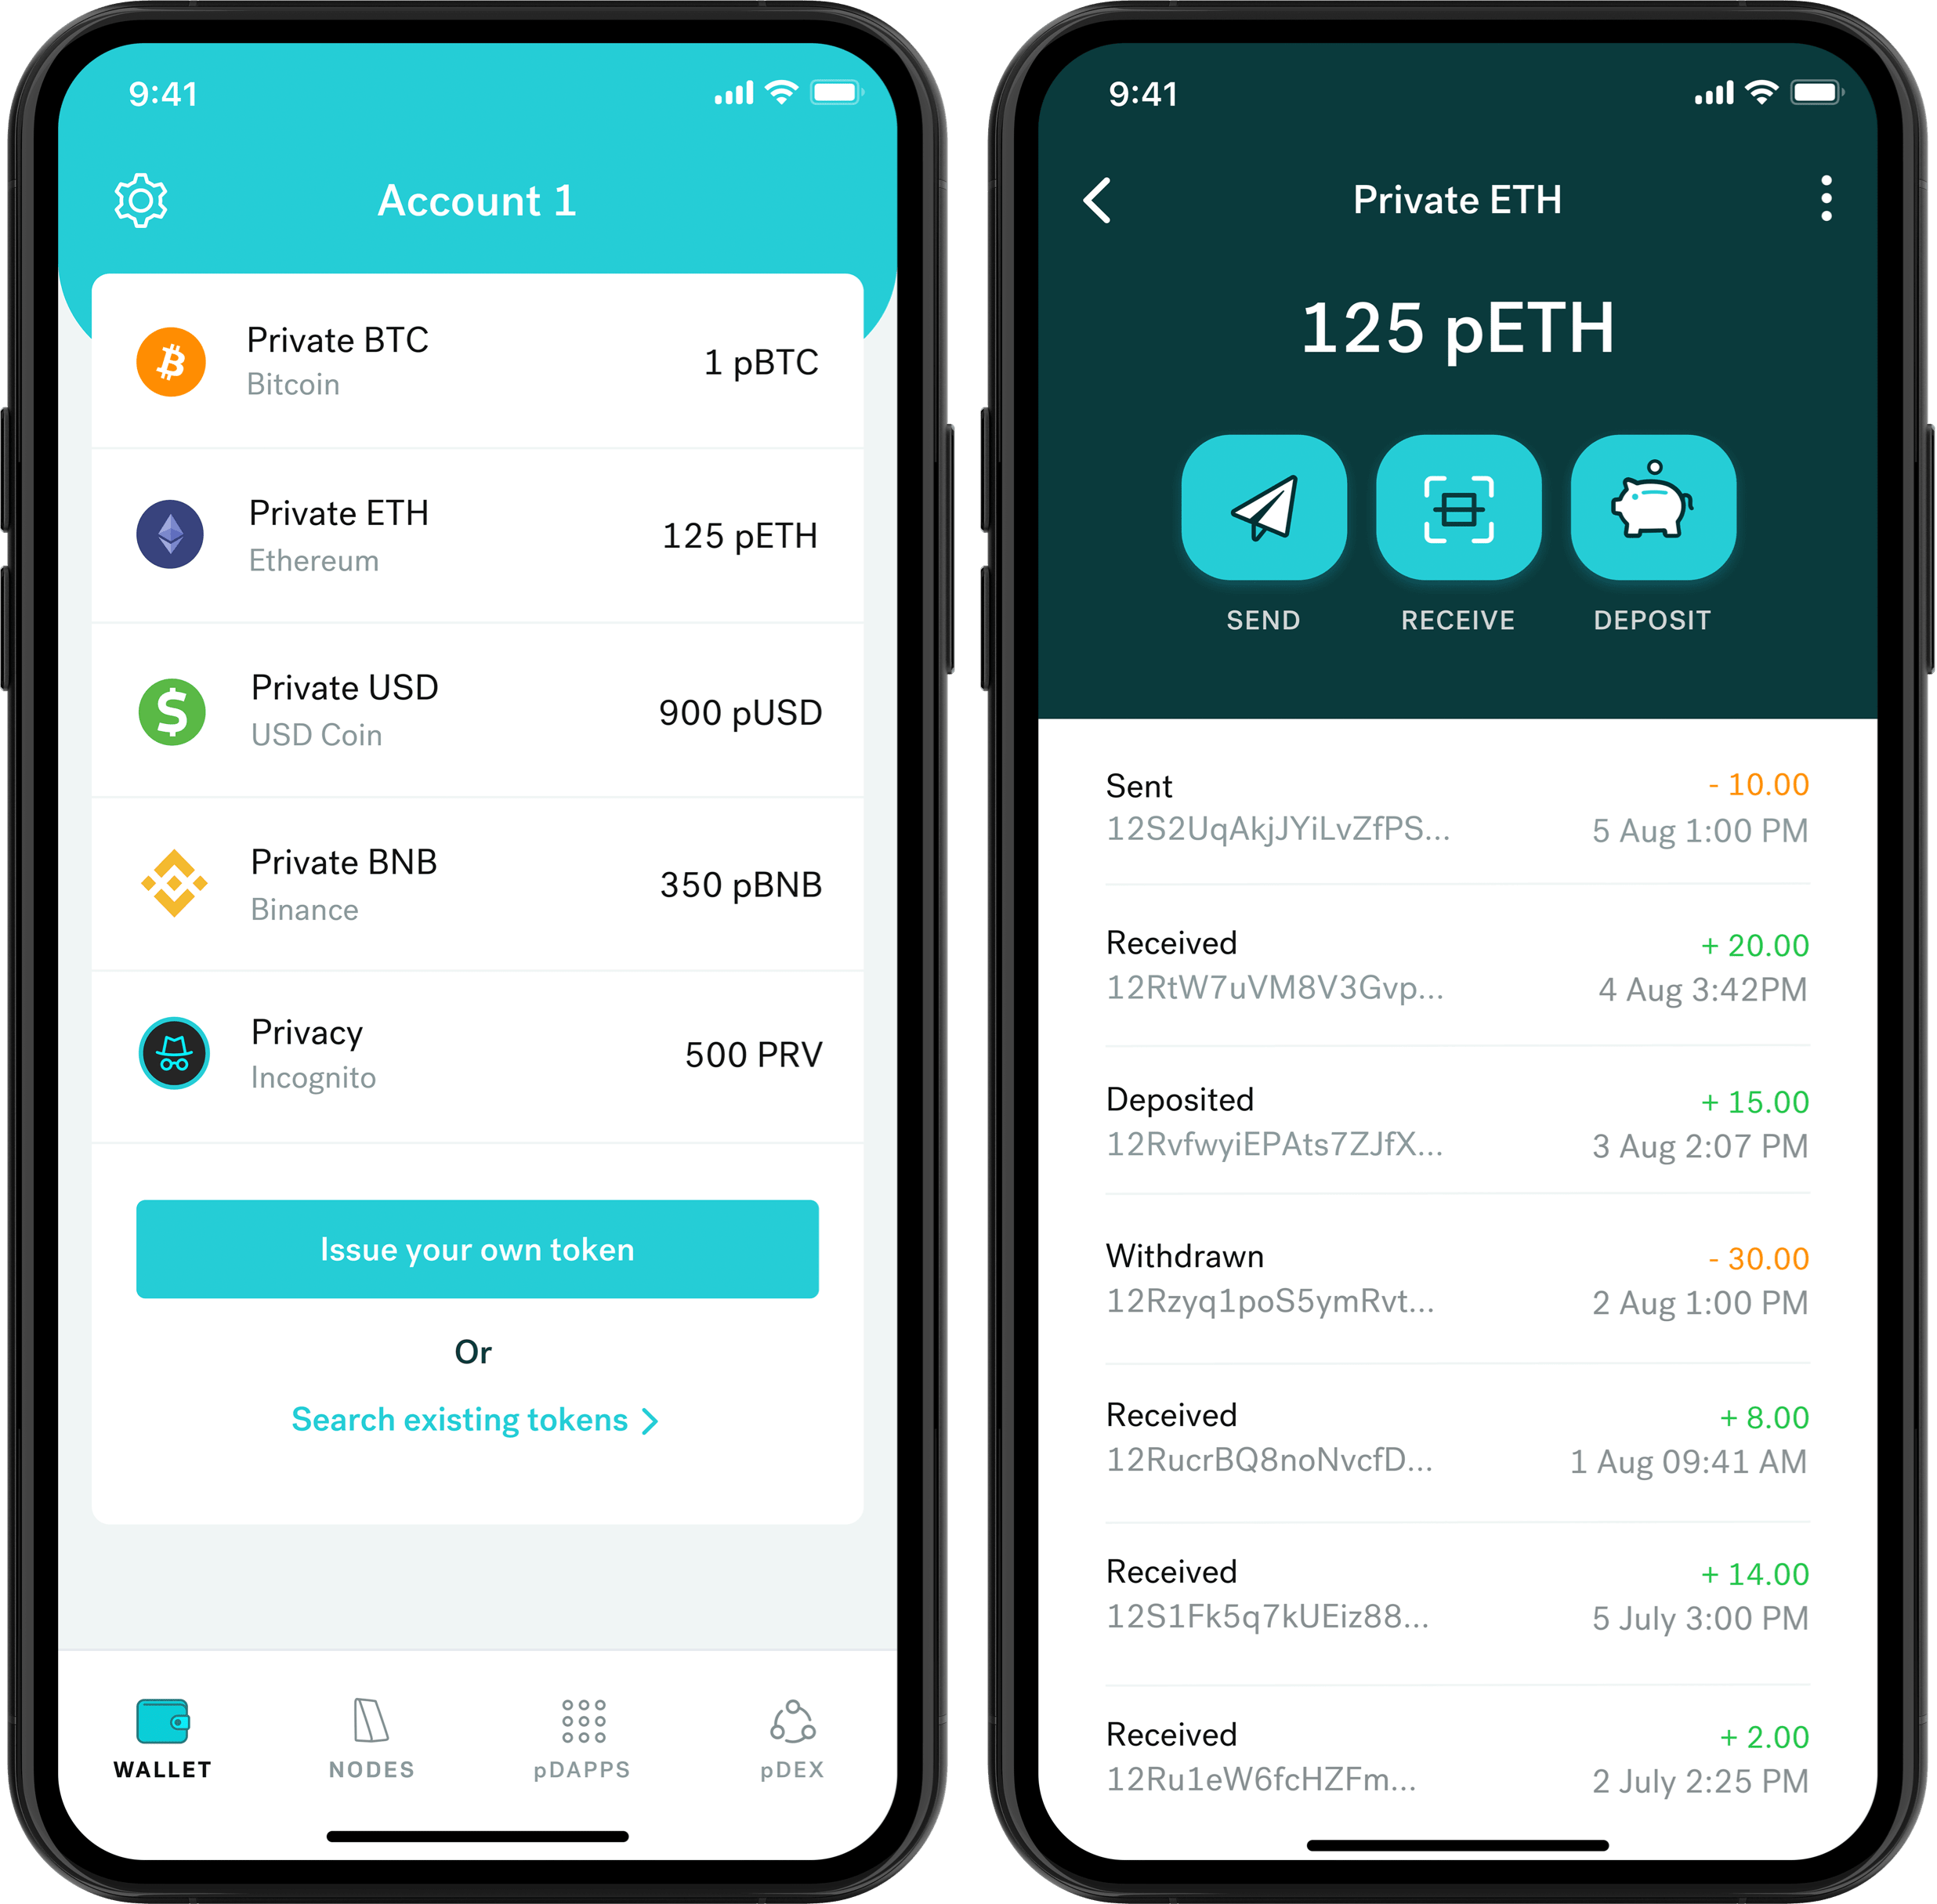 9:41
Account 1
Private BTC
Bitcoin
1 pBTC
Private ETH
Ethereum
125 pETH
Private USD
USD Coin
900 pUSD
Private BNB
Binance
350 pBNB
Privacy
Incognito
500 PRV
Issue your own token
Or
Search existing tokens
WALLET
NODES
pDAPPS
pDEX
9:41
Private ETH
125 pETH
SEND
RECEIVE
DEPOSIT
Sent
- 10.00
12S2UqAkjJYiLvZfPS...
5 Aug 1:00 PM
Received
+ 20.00
12RtW7uVM8V3Gvp...
4 Aug 3:42PM
Deposited
+ 15.00
12RvfwyiEPAts7ZJfX...
3 Aug 2:07 PM
Withdrawn
- 30.00
12Rzyq1poS5ymRvt...
2 Aug 1:00 PM
Received
+ 8.00
12RucrBQ8noNvcfD...
1 Aug 09:41 AM
Received
+ 14.00
12S1Fk5q7kUEiz88...
5 July 3:00 PM
Received
+ 2.00
12Ru1eW6fcHZFm...
2 July 2:25 PM